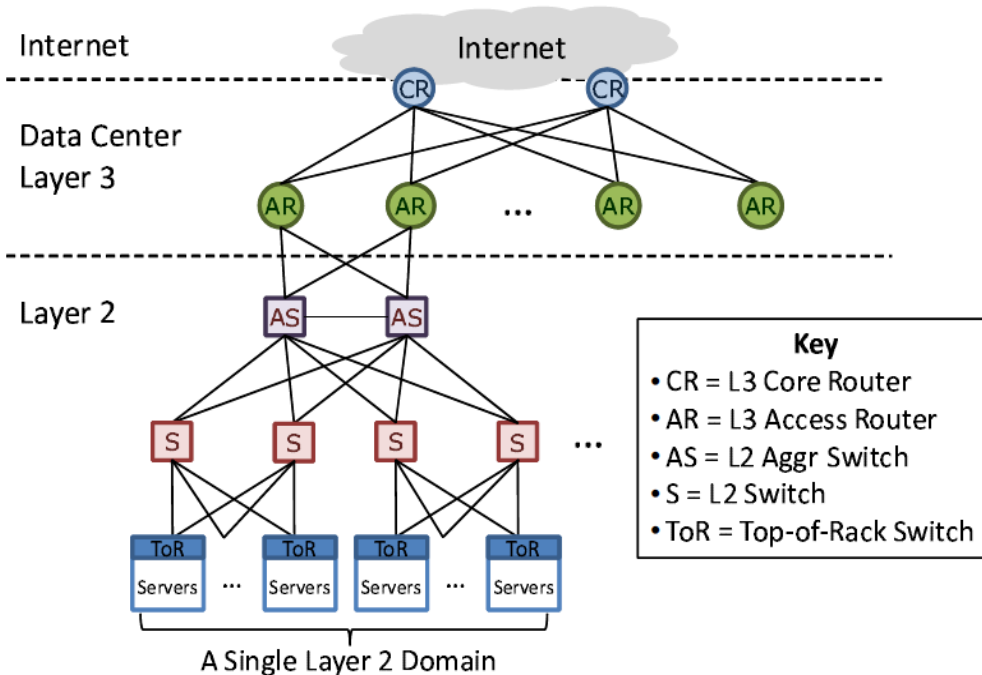 Internet
Internet
CR CR
Data Center
Layer 3
AR AR ... AR AR
Layer 2
AS AS
S S S S ...
Key
• CR = L3 Core Router
• AR = L3 Access Router
• AS = L2 Aggr Switch
• S = L2 Switch
• ToR = Top-of-Rack Switch
ToR ToR ToR ToR
Servers ... Servers Servers ... Servers
A Single Layer 2 Domain